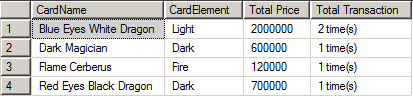 CardName CardElement Total Price Total Transaction
1 Blue Eyes White Dragon Light 2000000 2 time(s)
2 Dark Magician Dark 600000 1 time(s)
3 Flame Cerberus Fire 120000 1 time(s)
4 Red Eyes Black Dragon Dark 700000 1 time(s)